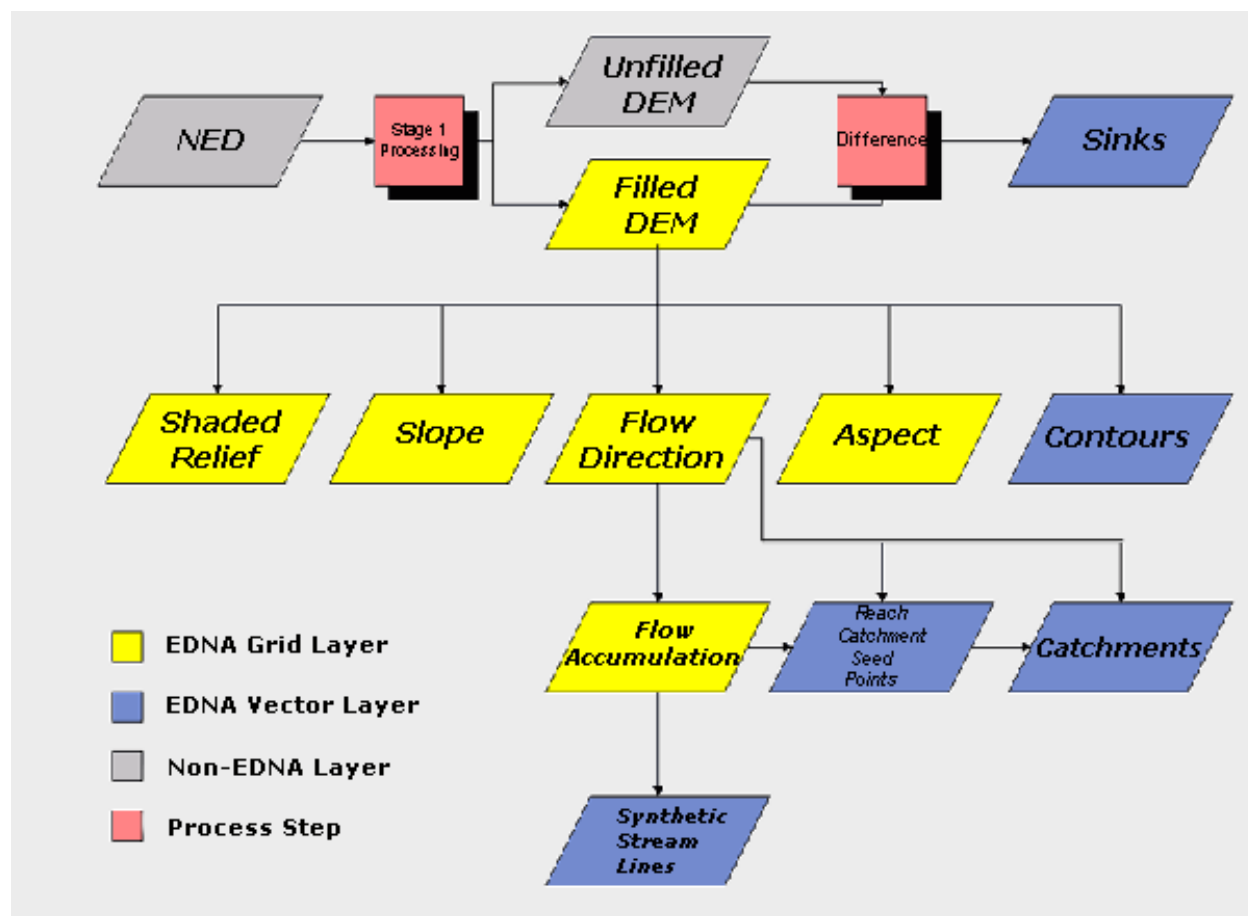 Unfilled
DEM
NED
Stage 1
Processing
Difference
Sinks
Filled
DEM
Shaded
Relief
Slope
Flow
Direction
Aspect
Contours
Flow
Accumulation
Reach
Catchment
Seed
Points
Catchments
EDNA Grid Layer
EDNA Vector Layer
Non-EDNA Layer
Process Step
Synthetic
Stream
Lines